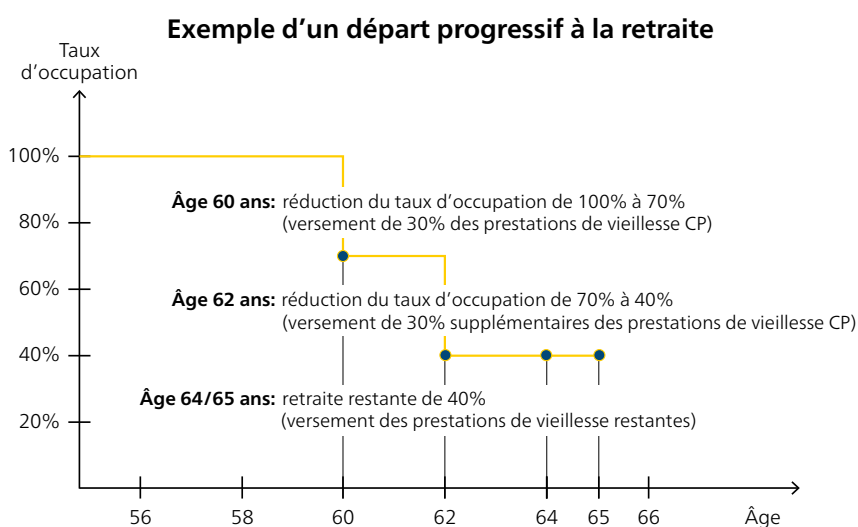 Exemple d’un départ progressif à la retraite
Taux
d’occupation
100%
Âge 60 ans: réduction du taux d’occupation de 100% à 70%
(versement de 30% des prestations de vieillesse CP)
80%
60%
Âge 62 ans: réduction du taux d’occupation de 70% à 40%
(versement de 30% supplémentaires des prestations de vieillesse CP)
40%
Âge 64/65 ans: retraite restante de 40%
(versement des prestations de vieillesse restantes)
20%
56 58 60 62 64 65 66 Âge